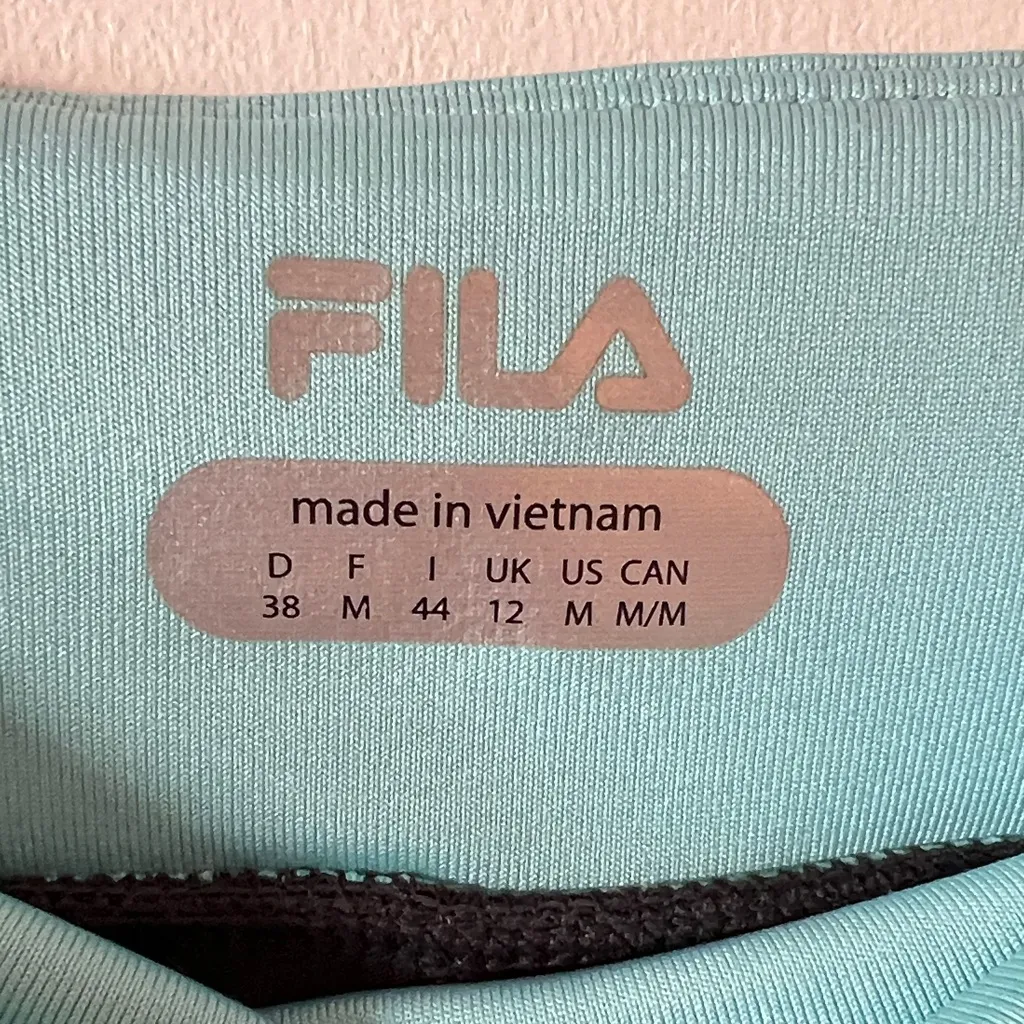 FILA
made in vietnam
D F I UK US CAN
38 M 44 12 M M/M